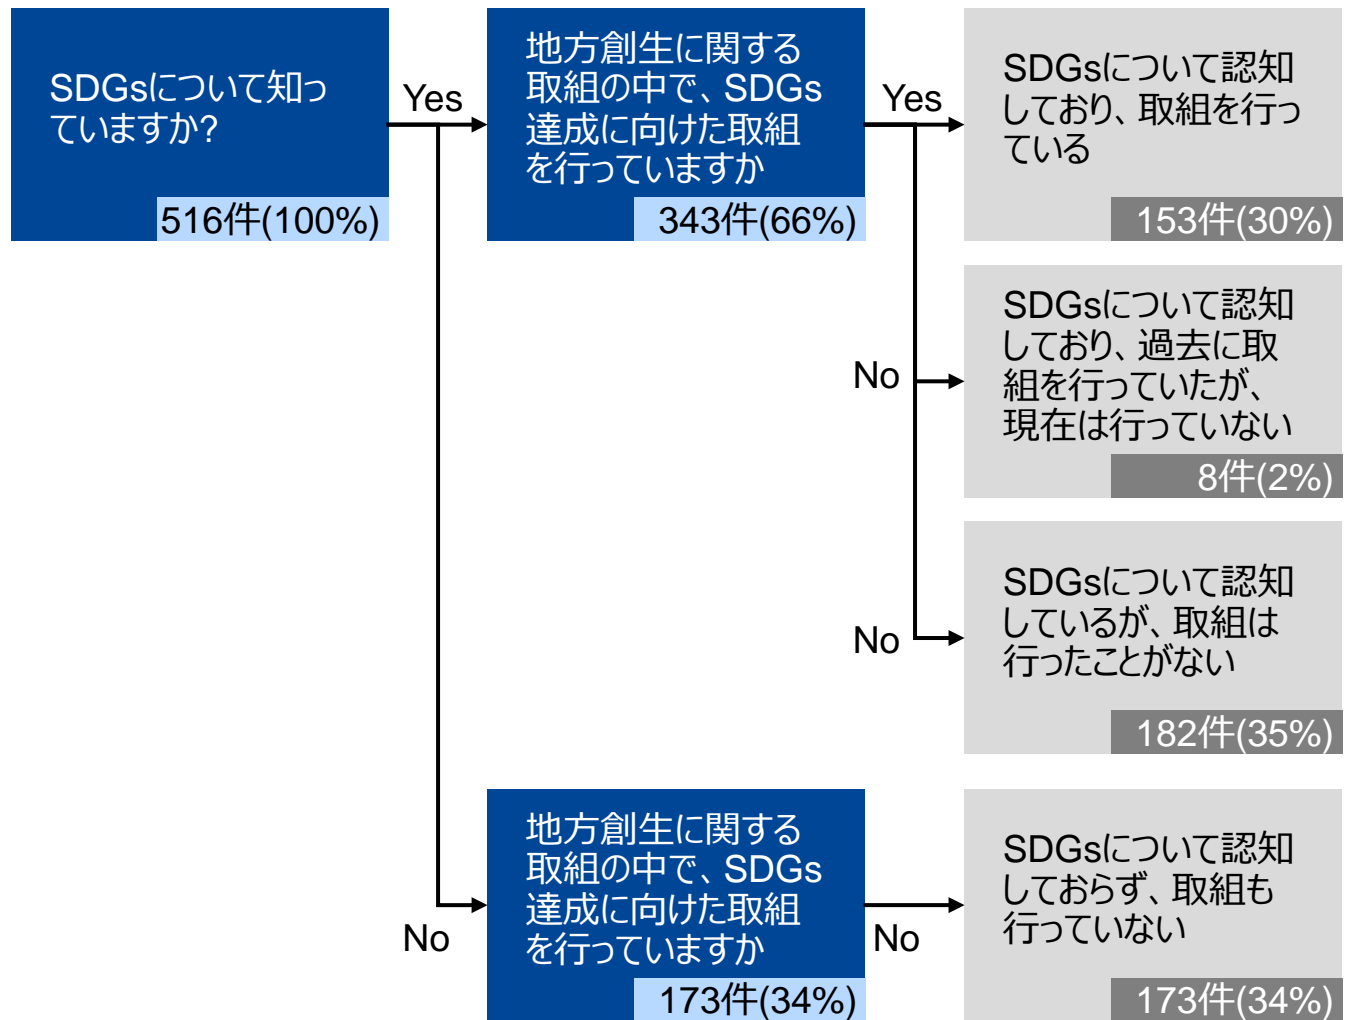 SDGsについて知っ
ていますか?
516件(100%)
Yes
地方創生に関する
取組の中で、SDGs
達成に向けた取組
を行っていますか
343件(66%)
Yes
SDGsについて認知
しており、取組を行っ
ている
153件(30%)
No
SDGsについて認知
しており、過去に取
組を行っていたが、
現在は行っていない
8件(2%)
No
SDGsについて認知
しているが、取組は
行ったことがない
182件(35%)
No
地方創生に関する
取組の中で、SDGs
達成に向けた取組
を行っていますか
173件(34%)
No
SDGsについて認知
しておらず、取組も
行っていない
173件(34%)